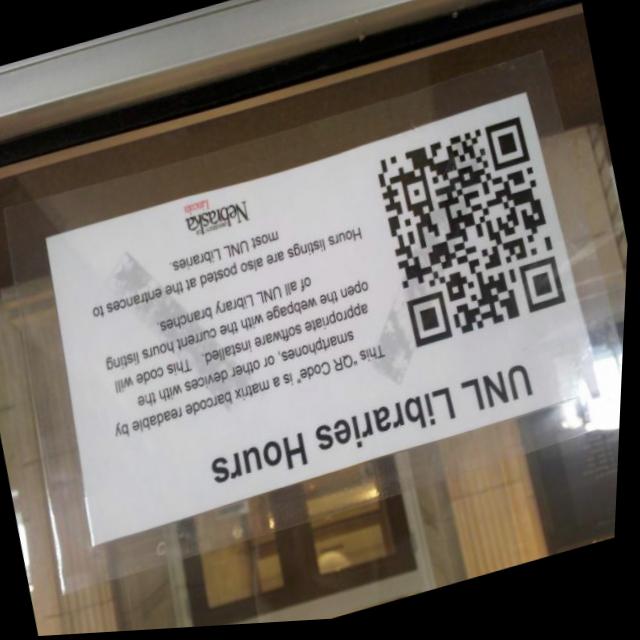 UNL Libraries Hours
This "QR Code" is a matrix barcode readable by
smartphones, or other devices with the
appropriate software installed. This code will
open the webpage with the current hours listing
of all UNL Library branches.
Hours listings are also posted at the entrances to
most UNL Libraries.
Nebraska
Lincoln